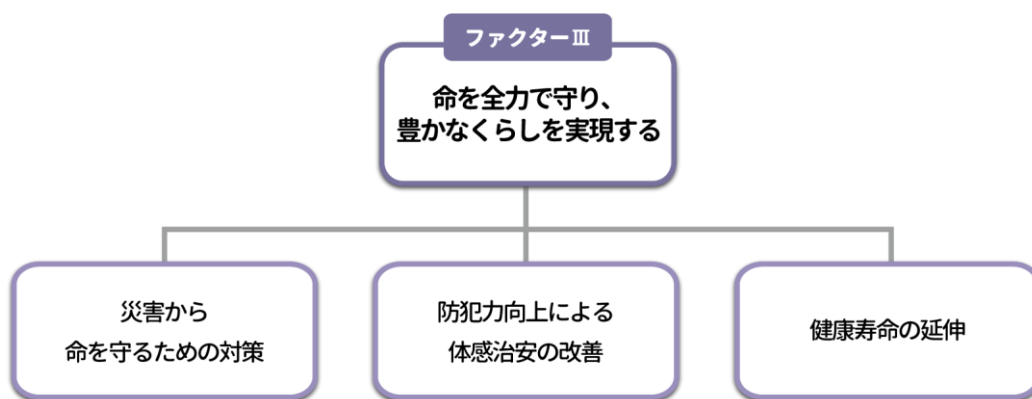 ファクターⅢ
命を全力で守り、
豊かなくらしを実現する
災害から
命を守るための対策
防犯力向上による
体感治安の改善
健康寿命の延伸